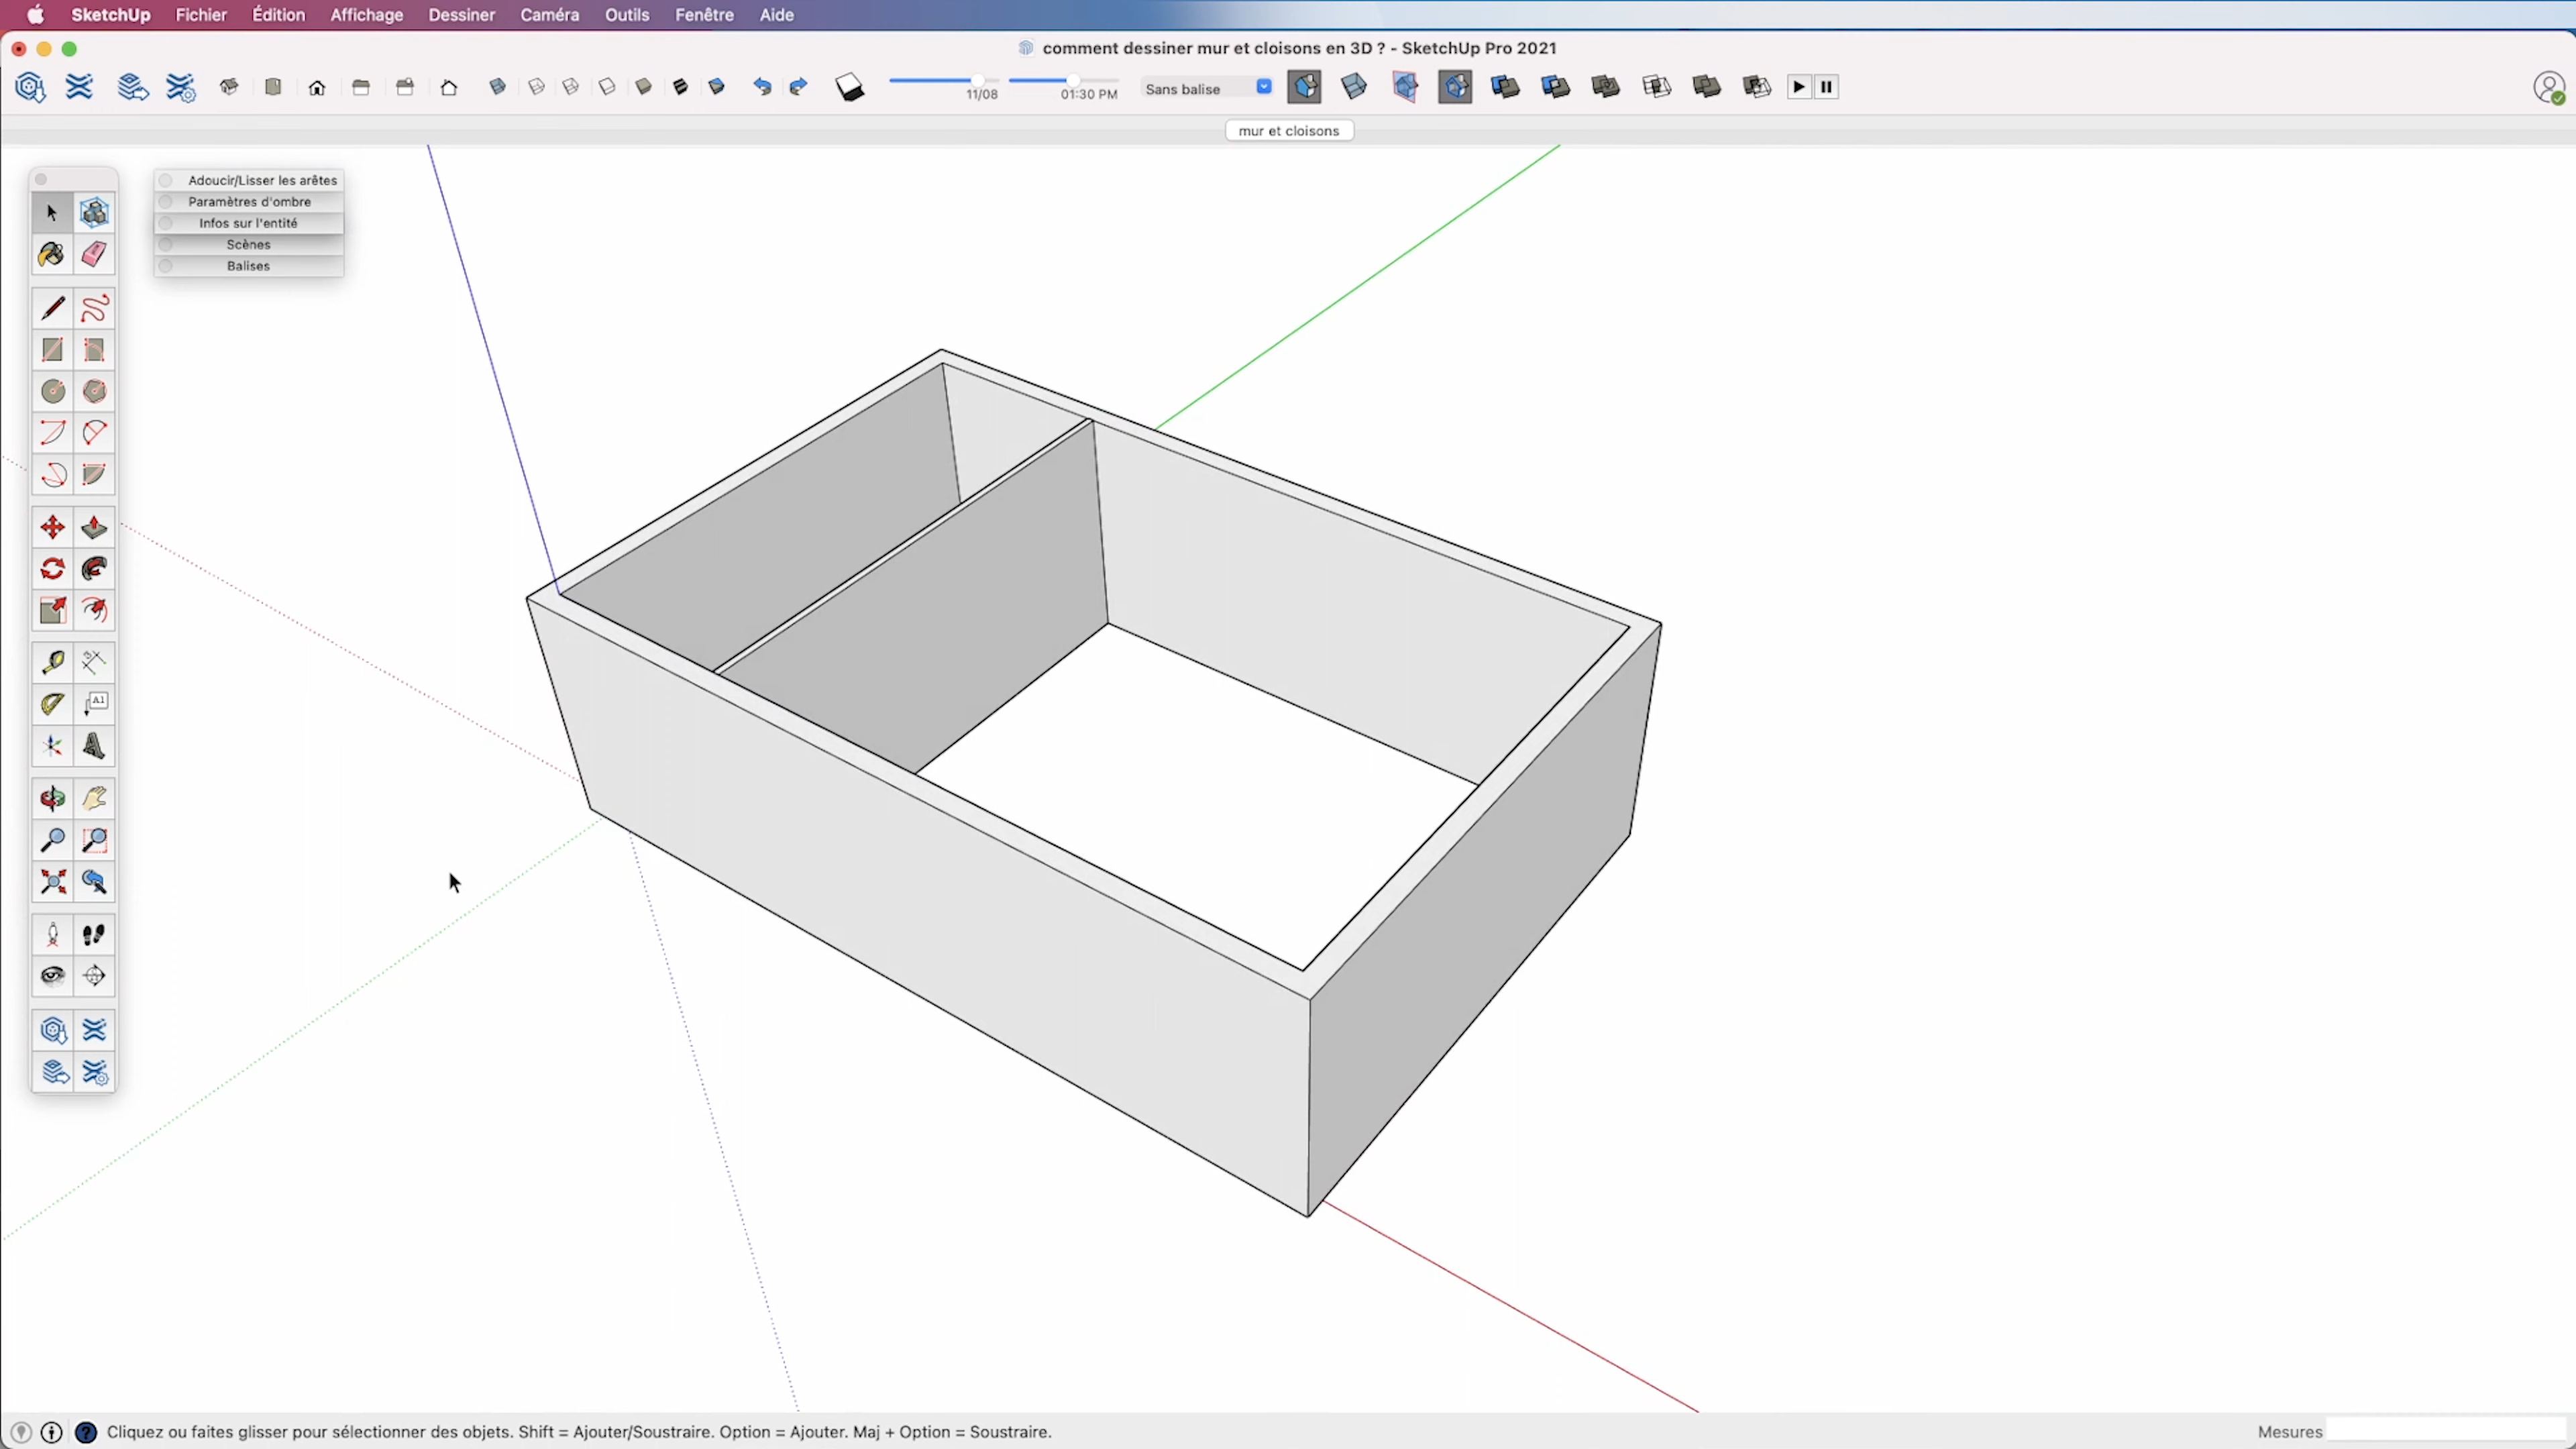 SketchUp Fichier Édition Affichage Dessiner Caméra Outils Fenêtre Aide
comment dessiner mur et cloisons en 3D ? - SketchUp Pro 2021
11/08 01:30 PM Sans balise
mur et cloisons
Adoucir/Lisser les arêtes
Paramètres d'ombre
Infos sur l'entité
Scènes
Balises
A1
Cliquez ou faites glisser pour sélectionner des objets. Shift = Ajouter/Soustraire. Option = Ajouter. Maj + Option = Soustraire.
Mesures